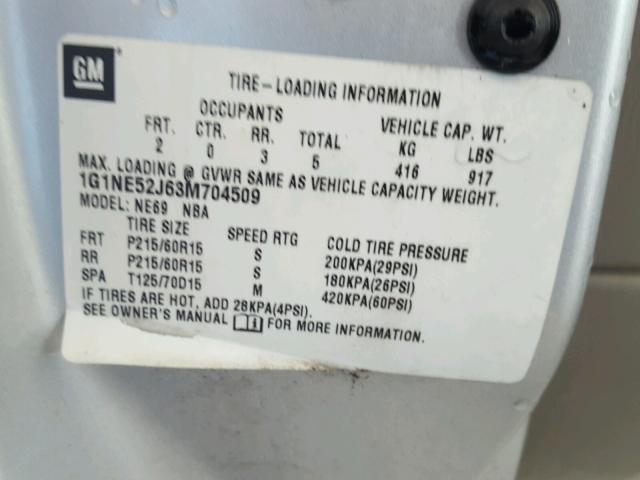 GM
TIRE-LOADING INFORMATION
OCCUPANTS VEHICLE CAP. WT.
FRT. CTR. RR. TOTAL KG LBS
2 0 3 5 416 917
MAX. LOADING @ GVWR SAME AS VEHICLE CAPACITY WEIGHT.
1G1NE52J63M704509
MODEL: NE69 NBA
TIRE SIZE SPEED RTG COLD TIRE PRESSURE
FRT P215/60R15 S 200KPA(29PSI)
RR P215/60R15 S 180KPA(26PSI)
SPA T125/70D15 M 420KPA(60PSI)
IF TIRES ARE HOT, ADD 28KPA(4PSI).
SEE OWNER'S MANUAL FOR MORE INFORMATION.